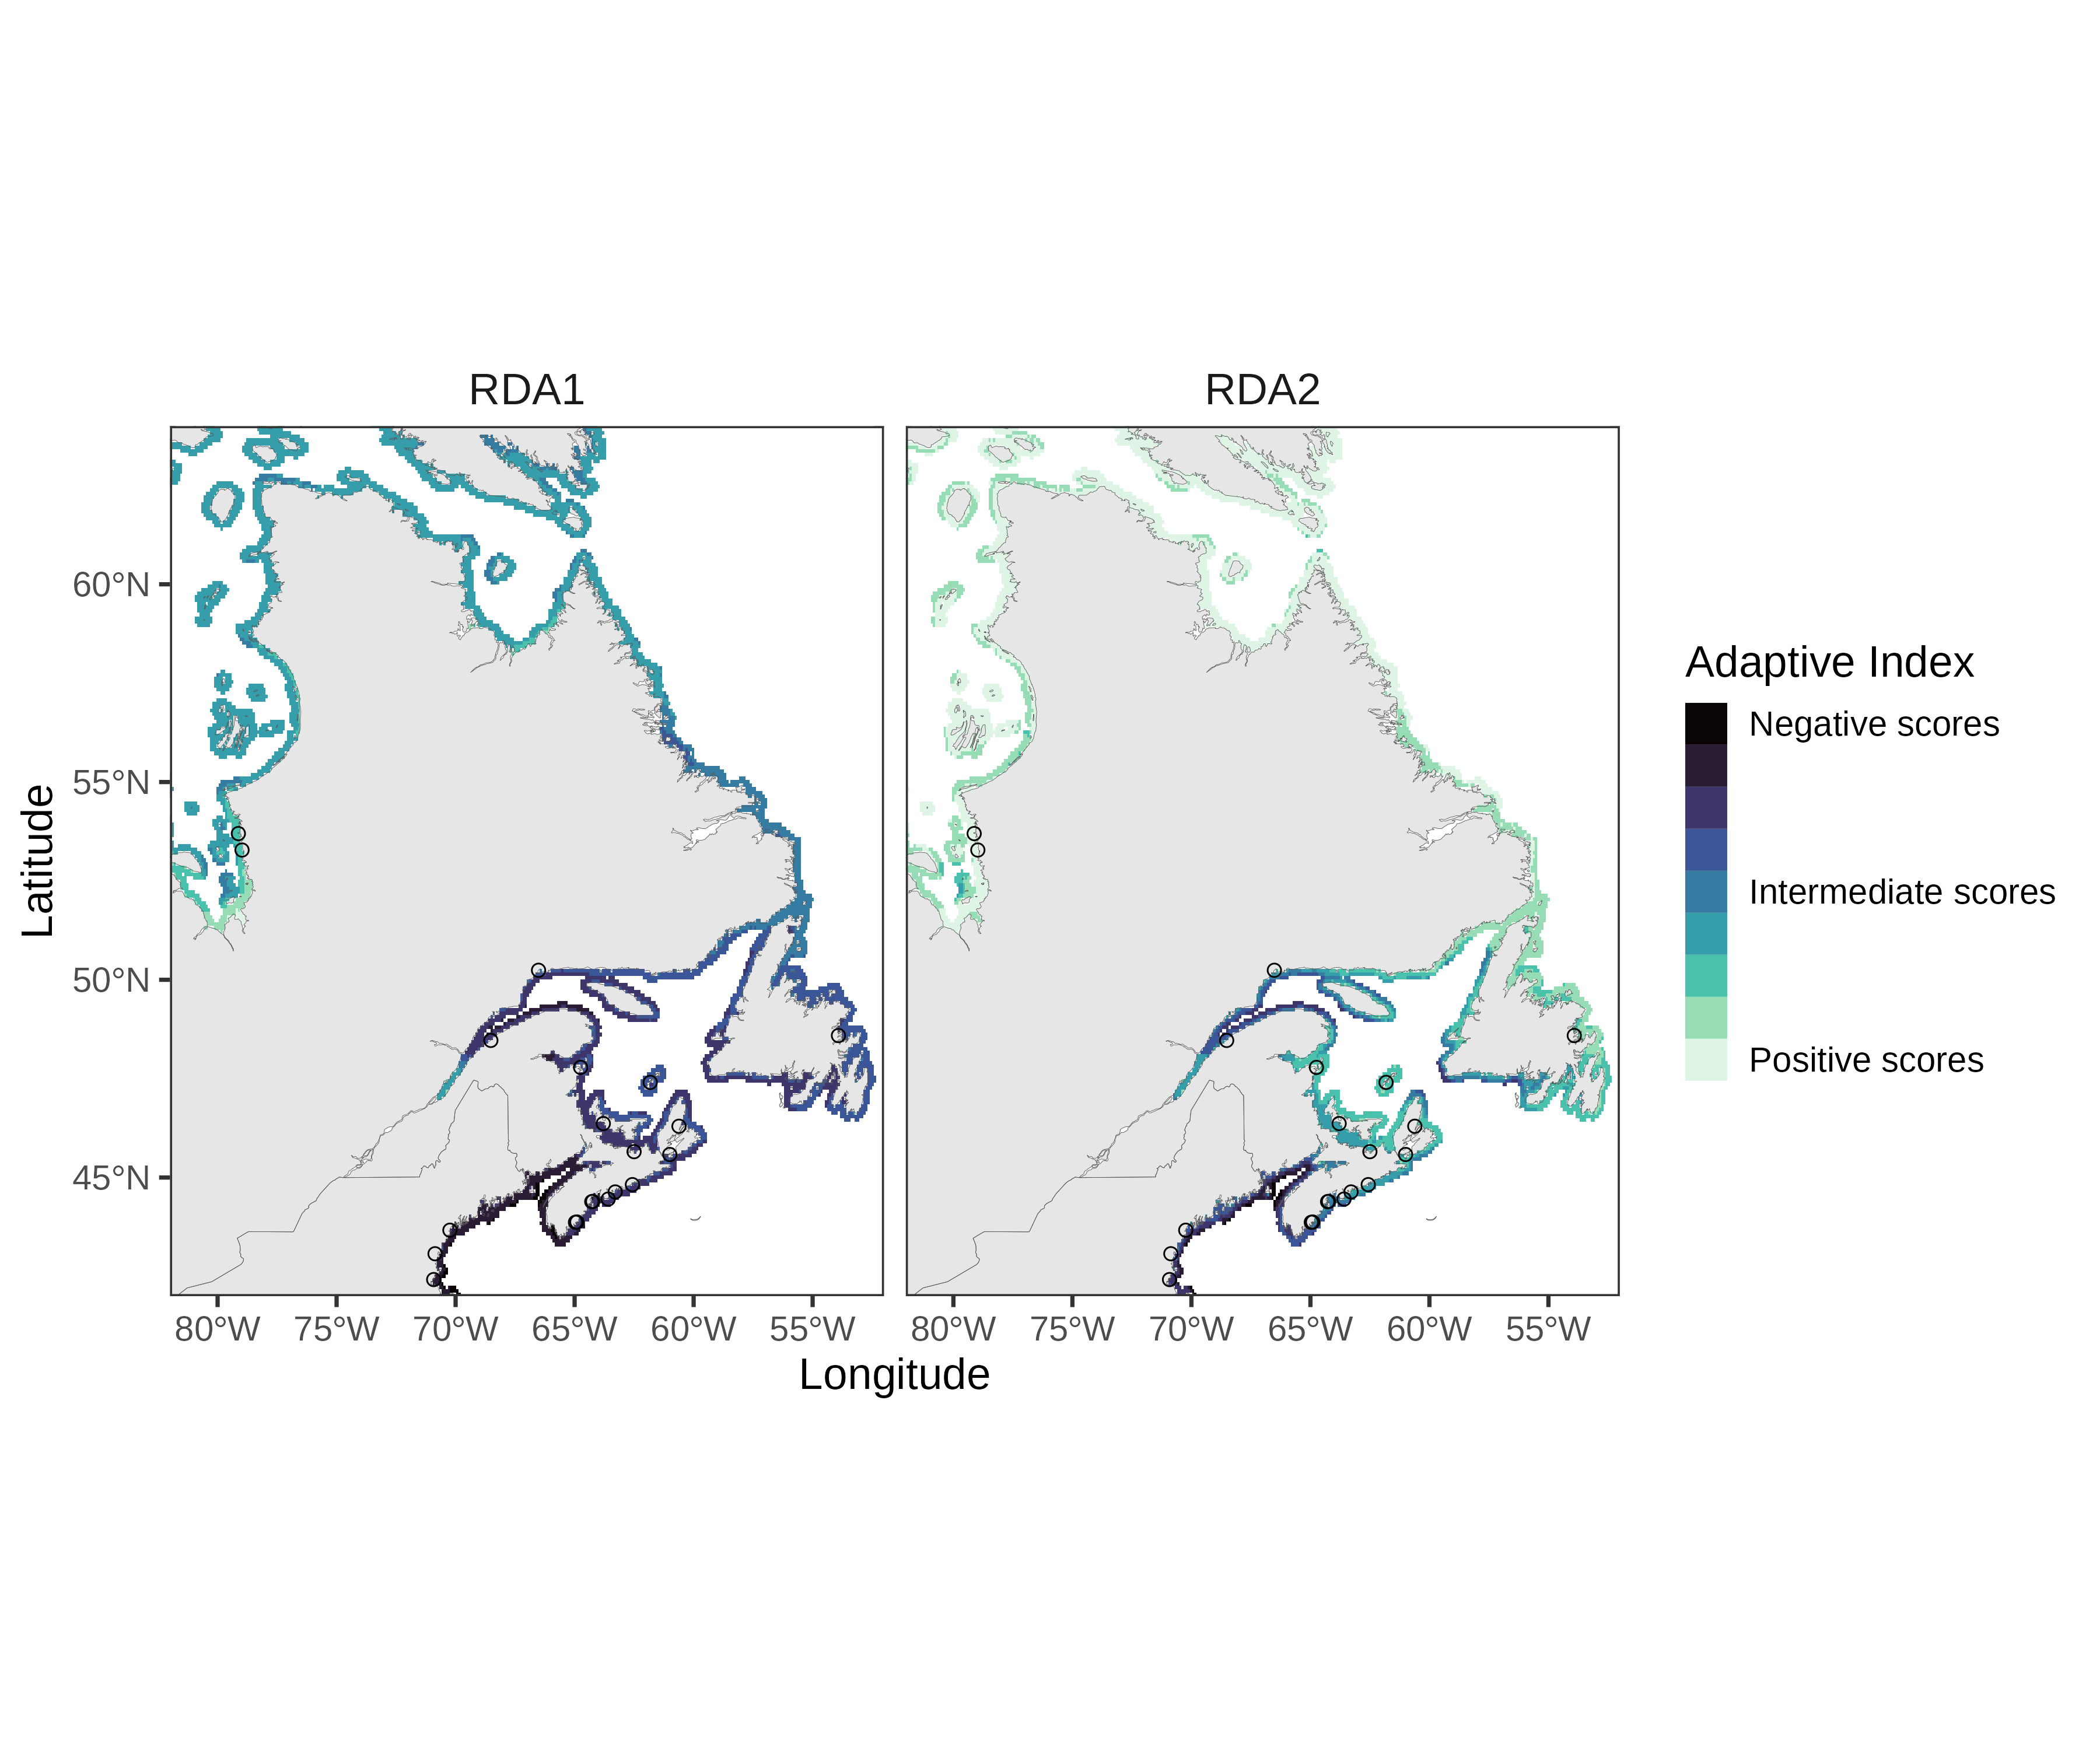 RDA1
RDA2
60°N
55°N
50°N
45°N
Latitude
80°W 75°W 70°W 65°W 60°W 55°W
80°W 75°W 70°W 65°W 60°W 55°W
Longitude
Adaptive Index
Negative scores
Intermediate scores
Positive scores